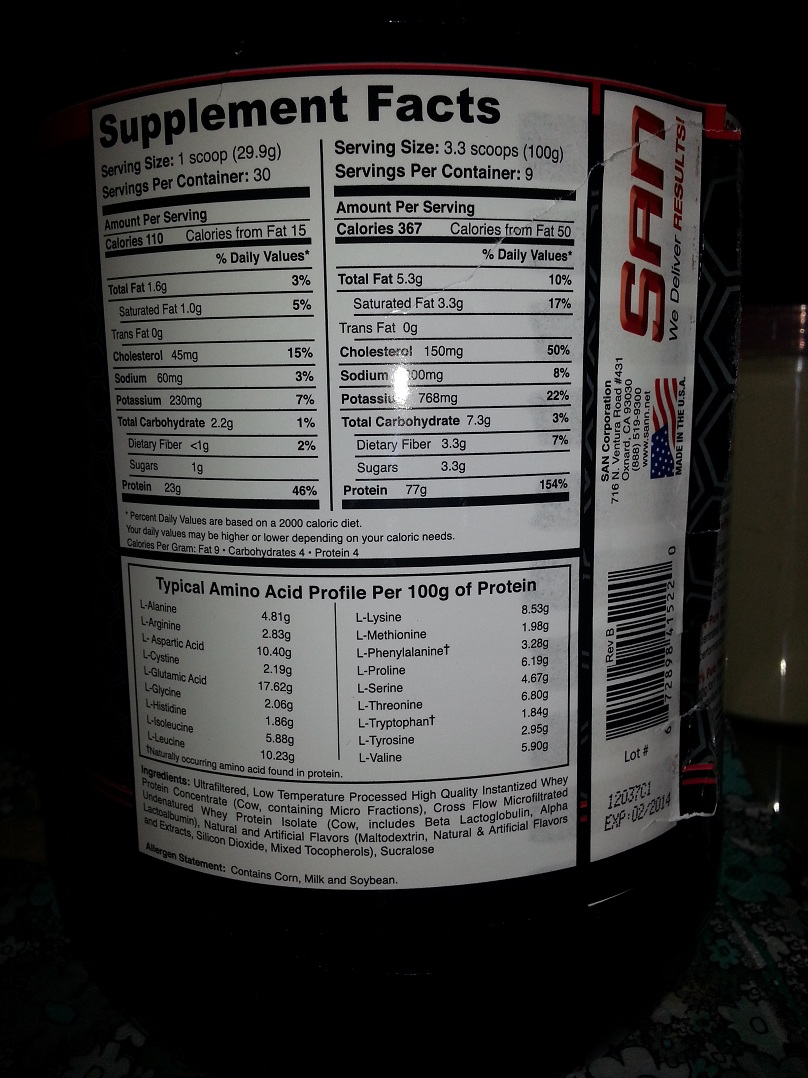 Supplement Facts
Serving Size: 1 scoop (29.9g)
Servings Per Container: 30
Amount Per Serving
Calories 110 Calories from Fat 15
% Daily Values*
Total Fat 1.6g 3%
Saturated Fat 1.0g 5%
Trans Fat 0g
Cholesterol 45mg 15%
Sodium 60mg 3%
Potassium 230mg 7%
Total Carbohydrate 2.2g 1%
Dietary Fiber <1g 2%
Sugars 1g
Protein 23g 46%
Serving Size: 3.3 scoops (100g)
Servings Per Container: 9
Amount Per Serving
Calories 367 Calories from Fat 50
% Daily Values*
Total Fat 5.3g 10%
Saturated Fat 3.3g 17%
Trans Fat 0g
Cholesterol 150mg 50%
Sodium 8%
Potassium 768mg 22%
Total Carbohydrate 7.3g 3%
Dietary Fiber 3.3g 7%
Sugars 3.3g
Protein 77g 154%
* Percent Daily Values are based on a 2000 caloric diet.
Your daily values may be higher or lower depending on your caloric needs.
Calories Per Gram: Fat 9 • Carbohydrates 4 • Protein 4
Typical Amino Acid Profile Per 100g of Protein
L-Alanine 4.81g
L-Arginine 2.83g
L- Aspartic Acid 10.40g
L-Cystine 2.19g
L-Glutamic Acid 17.62g
L-Glycine 2.06g
L-Histidine 1.86g
L-Isoleucine 5.88g
L-Leucine 10.23g
L-Lysine 8.53g
L-Methionine 1.98g
L-Phenylalanine† 3.28g
L-Proline 6.19g
L-Serine 4.67g
L-Threonine 6.80g
L-Tryptophan† 1.84g
L-Tyrosine 2.95g
L-Valine 5.90g
†Naturally occurring amino acid found in protein.
Ingredients: Ultrafiltered, Low Temperature Processed High Quality Instantized Whey
Protein Concentrate (Cow, containing Micro Fractions), Cross Flow Microfiltrated
Undenatured Whey Protein Isolate (Cow, includes Beta Lactoglobulin, Alpha
Lactoalbumin), Natural and Artificial Flavors (Maltodextrin, Natural & Artificial Flavors
and Extracts, Silicon Dioxide, Mixed Tocopherols), Sucralose
Allergen Statement: Contains Corn, Milk and Soybean.
SAN
We Deliver RESULTS!
SAN Corporation
716 N. Ventura Road #431
Oxnard, CA 93030
(888) 519-9300
www.sann.net
MADE IN THE U.S.A.
Rev B
6 72898 41522 0
Lot #
12037C1
EXP:02/2014